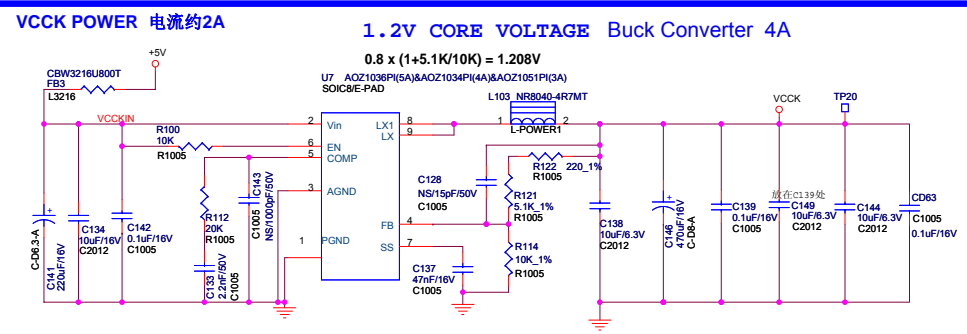 VCCK POWER 电流约2A
1.2V CORE VOLTAGE Buck Converter 4A
0.8 x (1+5.1K/10K) = 1.208V
+5V
CBW3216U800T
FB3
L3216
U7 AOZ1036PI(5A)&AOZ1034PI(4A)&AOZ1051PI(3A)
SOIC8/E-PAD
L103 NR8040-4R7MT
1
2
L-POWER1
VCCK
TP20
VCCKIN
R100
10K
R1005
2
Vin
6
EN
5
COMP
3
AGND
1
PGND
LX1
8
LX
9
FB
4
SS
7
R122 220_1%
R1005
C128
NS/15pF/50V
C1005
R121
5.1K_1%
R1005
R114
10K_1%
R1005
C137
47nF/16V
C1005
C-D6.3-A
C141
220uF/16V
C134
10uF/16V
C2012
C142
0.1uF/16V
C1005
R112
20K
R1005
C133
2.2nF/50V
C1005
C143
NS/1000pF/50V
C1005
C138
10uF/6.3V
C2012
C146
470uF/16V
C-D8-A
C139
0.1uF/16V
C1005
放在C139处
C149
10uF/6.3V
C2012
C144
10uF/6.3V
C2012
CD63
C1005
0.1uF/16V